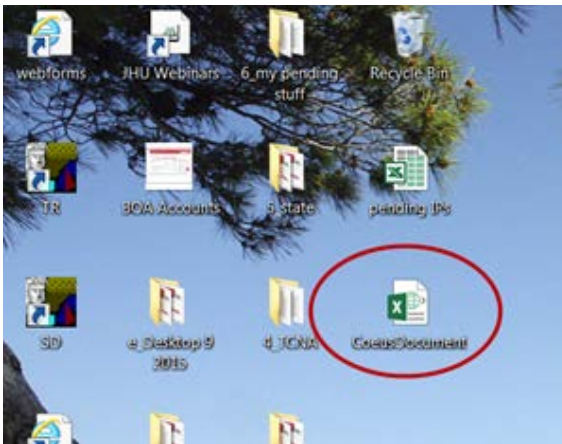 webforms
JHU Webinars
6_my pending
stuff
Recycle Bin
TR
BOA Accounts
5_state
pending IPs
SD
e_Desktop 9
2015
4_TCNA
CoeusDocument